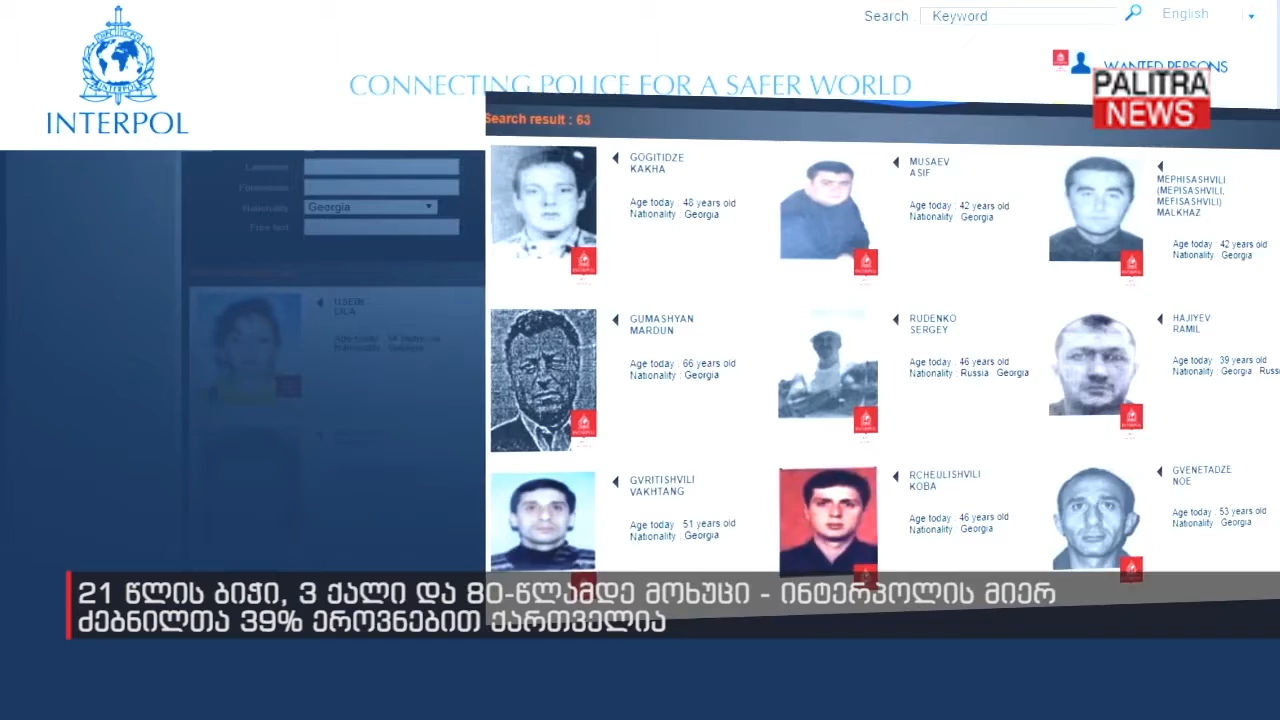 Search
Keyword
English
WANTED PERSONS
INTERPOL
CONNECTING POLICE FOR A SAFER WORLD
PALITRA
NEWS
Search result : 63
Nationality
Georgia
Free text
GOGITIDZE
KAKHA
Age today : 48 years old
Nationality : Georgia
MUSAEV
ASIF
Age today : 42 years old
Nationality : Georgia
MEPHISASHVILI
(MEPISASHVILI,
MEFISASHVILI)
MALKHAZ
Age today : 42 years old
Nationality : Georgia
GUMASHYAN
MARDUN
Age today : 66 years old
Nationality : Georgia
RUDENKO
SERGEY
Age today : 46 years old
Nationality : Russia Georgia
HAJIYEV
RAMIL
Age today : 39 years old
Nationality : Georgia
GVRITISHVILI
VAKHTANG
Age today : 51 years old
Nationality : Georgia
RCHEULISHVILI
KOBA
Age today : 46 years old
Nationality : Georgia
GVENETADZE
NOE
Age today : 53 years old
Nationality : Georgia
21 წლის ბიჭი, 3 ქალი და 80-წლამდე მოხუცი - ინტერპოლის მიერ
ძებნილთა 39% ეროვნებით ქართველია